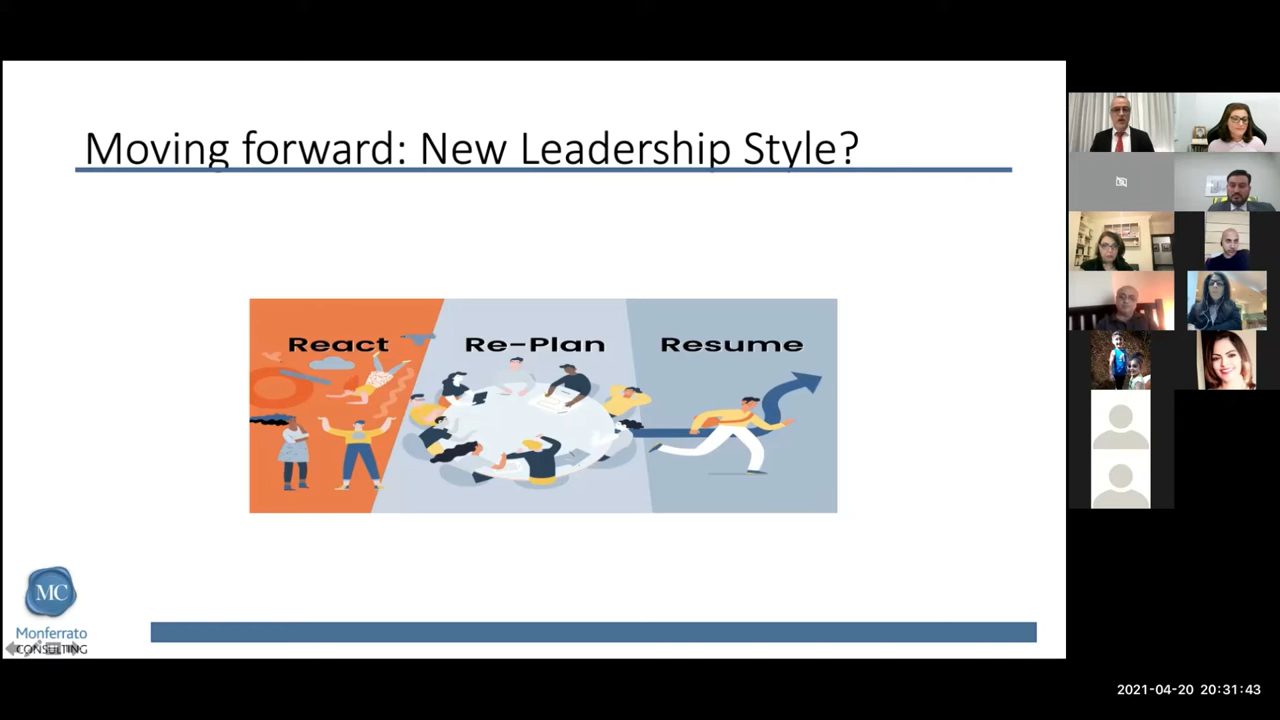 Moving forward: New Leadership Style?
React
Re-Plan
Resume
MC
Monferrato
CONSULTING
2021-04-20 20:31:43